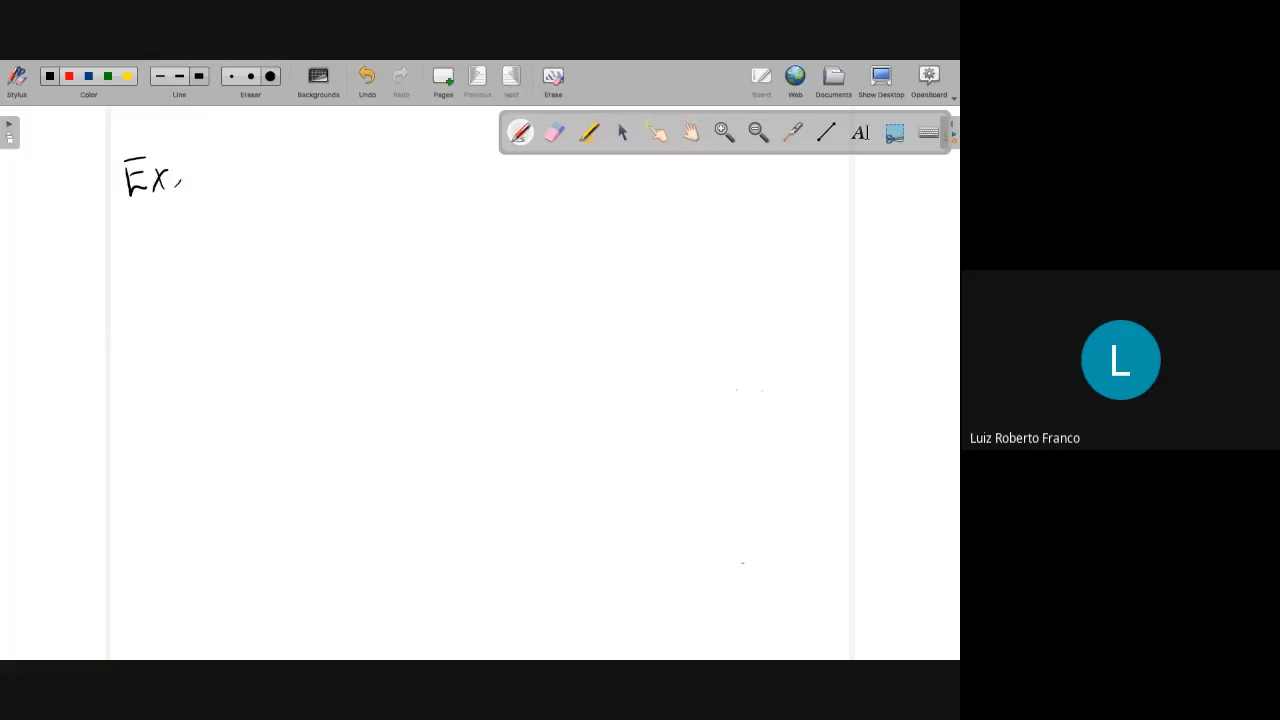 Stylus Color Line Eraser Backgrounds Undo Redo Pages Previous Next Erase Board Web Documents Show Desktop OpenBoard
A
Ex.
L
Luiz Roberto Franco